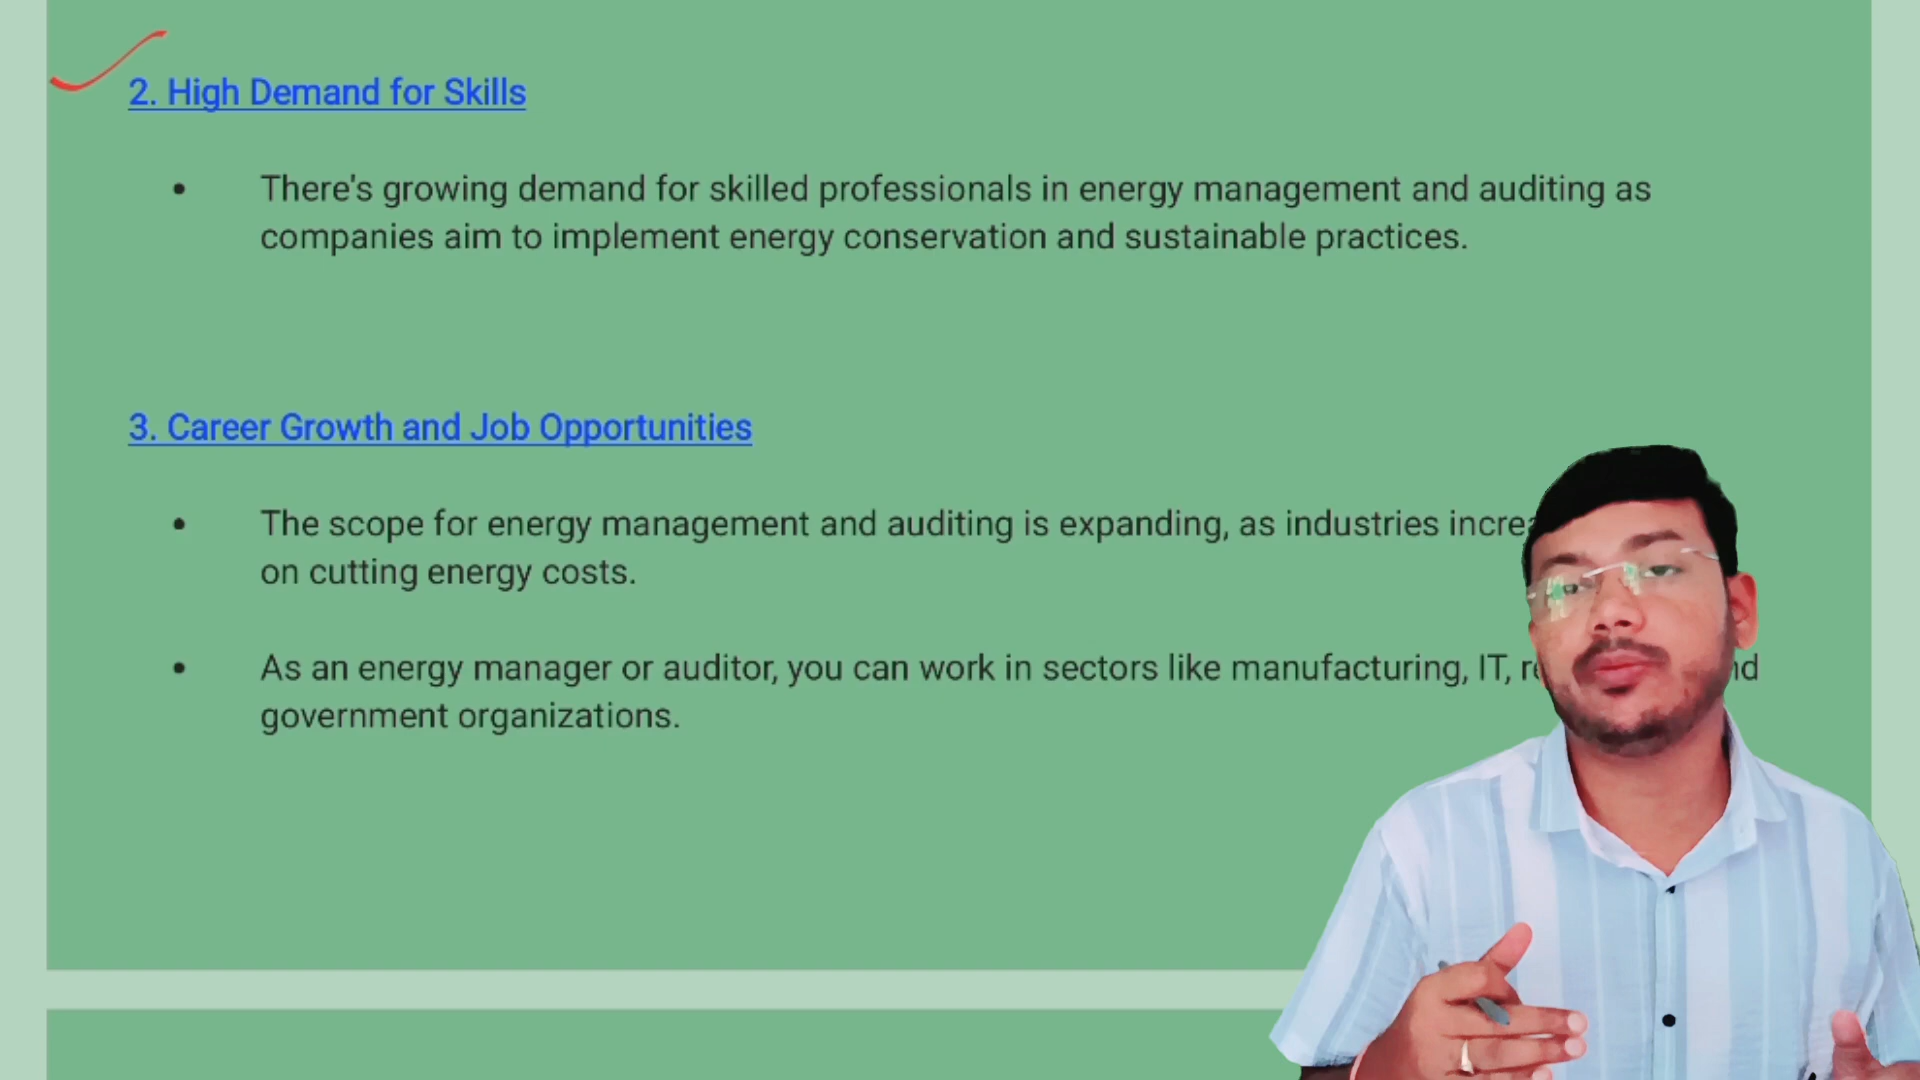 2. High Demand for Skills
• There's growing demand for skilled professionals in energy management and auditing as
companies aim to implement energy conservation and sustainable practices.
3. Career Growth and Job Opportunities
• The scope for energy management and auditing is expanding, as industries
on cutting energy costs.
• As an energy manager or auditor, you can work in sectors like manufacturing, IT,
government organizations.